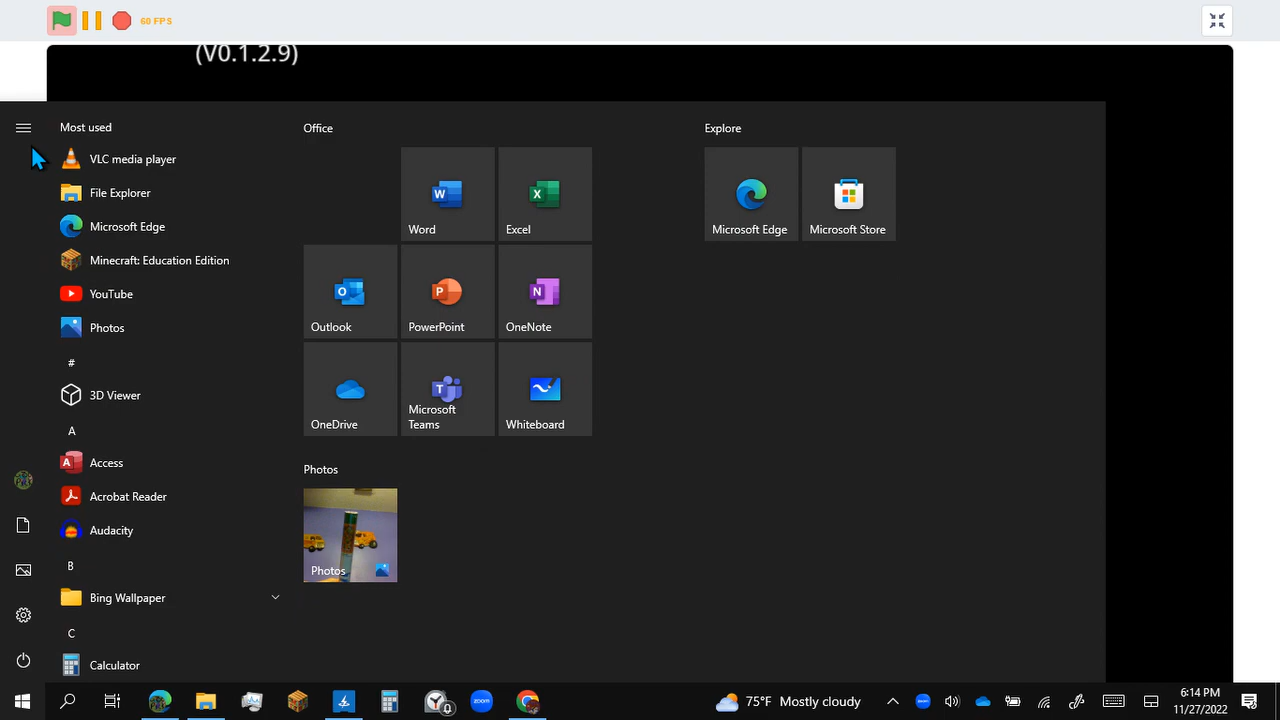 60 FPS
(V0.1.2.9)
Most used
VLC media player
File Explorer
Microsoft Edge
Minecraft: Education Edition
YouTube
Photos
#
3D Viewer
A
Access
Acrobat Reader
Audacity
B
Bing Wallpaper
C
Calculator
Office
Word
Excel
Outlook
PowerPoint
OneNote
OneDrive
Microsoft
Teams
Whiteboard
Photos
Photos
Explore
Microsoft Edge
Microsoft Store
75°F Mostly cloudy
6:14 PM
11/27/2022